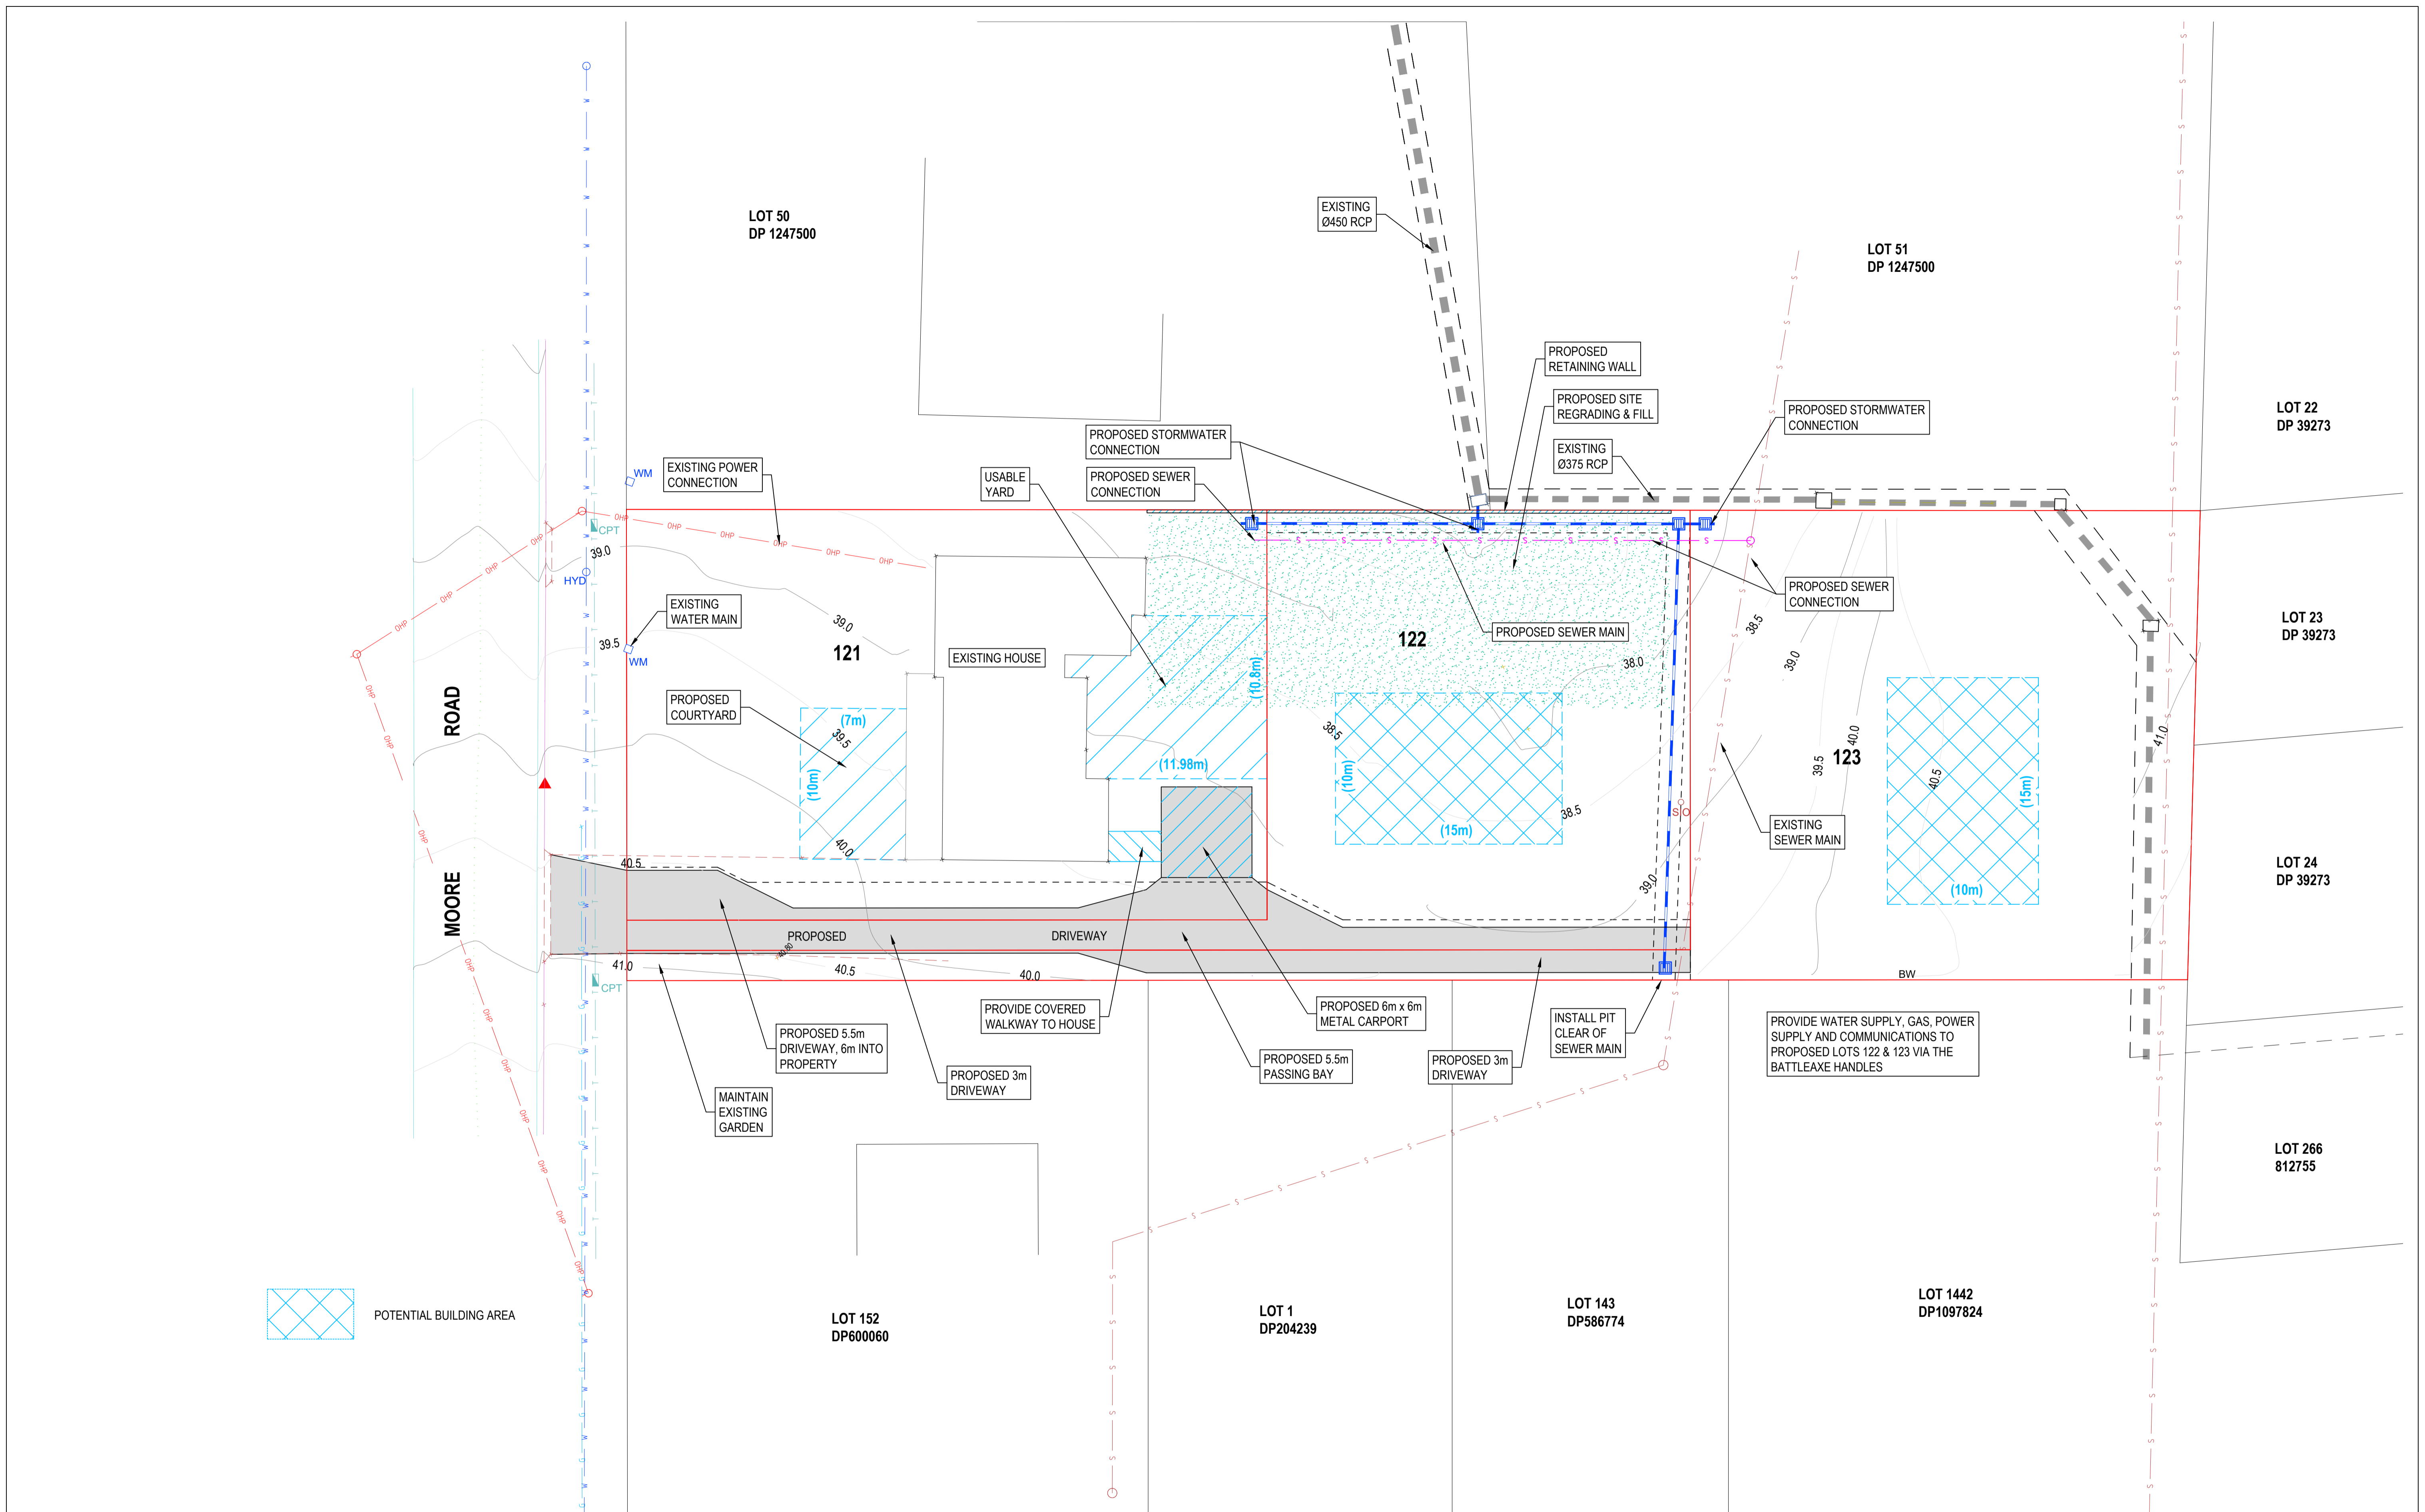 LOT 50
DP 1247500
EXISTING
Ø450 RCP
LOT 51
DP 1247500
LOT 22
DP 39273
PROPOSED
RETAINING WALL
PROPOSED SITE
REGRADING & FILL
PROPOSED STORMWATER
CONNECTION
PROPOSED STORMWATER
CONNECTION
EXISTING
Ø375 RCP
EXISTING POWER
CONNECTION
USABLE
YARD
PROPOSED SEWER
CONNECTION
WM
CPT
HYD
39.0
EXISTING
WATER MAIN
39.5
WM
39.0
121
EXISTING HOUSE
122
PROPOSED SEWER MAIN
38.0
PROPOSED SEWER
CONNECTION
38.5
39.0
LOT 23
DP 39273
MOORE ROAD
PROPOSED
COURTYARD
(7m)
39.5
(10m)
40.0
(10.8m)
(11.98m)
38.5
(10m)
(15m)
38.5
39.5
40.0
123
40.5
(15m)
(10m)
41.0
SIO
EXISTING
SEWER MAIN
LOT 24
DP 39273
40.5
39.0
PROPOSED DRIVEWAY
40.80
41.0
40.5
40.0
BW
CPT
PROVIDE COVERED
WALKWAY TO HOUSE
PROPOSED 6m x 6m
METAL CARPORT
INSTALL PIT
CLEAR OF
SEWER MAIN
PROVIDE WATER SUPPLY, GAS, POWER
SUPPLY AND COMMUNICATIONS TO
PROPOSED LOTS 122 & 123 VIA THE
BATTLEAXE HANDLES
PROPOSED 5.5m
DRIVEWAY, 6m INTO
PROPERTY
PROPOSED 3m
DRIVEWAY
PROPOSED 5.5m
PASSING BAY
PROPOSED 3m
DRIVEWAY
MAINTAIN
EXISTING
GARDEN
LOT 266
812755
POTENTIAL BUILDING AREA
LOT 152
DP600060
LOT 1
DP204239
LOT 143
DP586774
LOT 1442
DP1097824